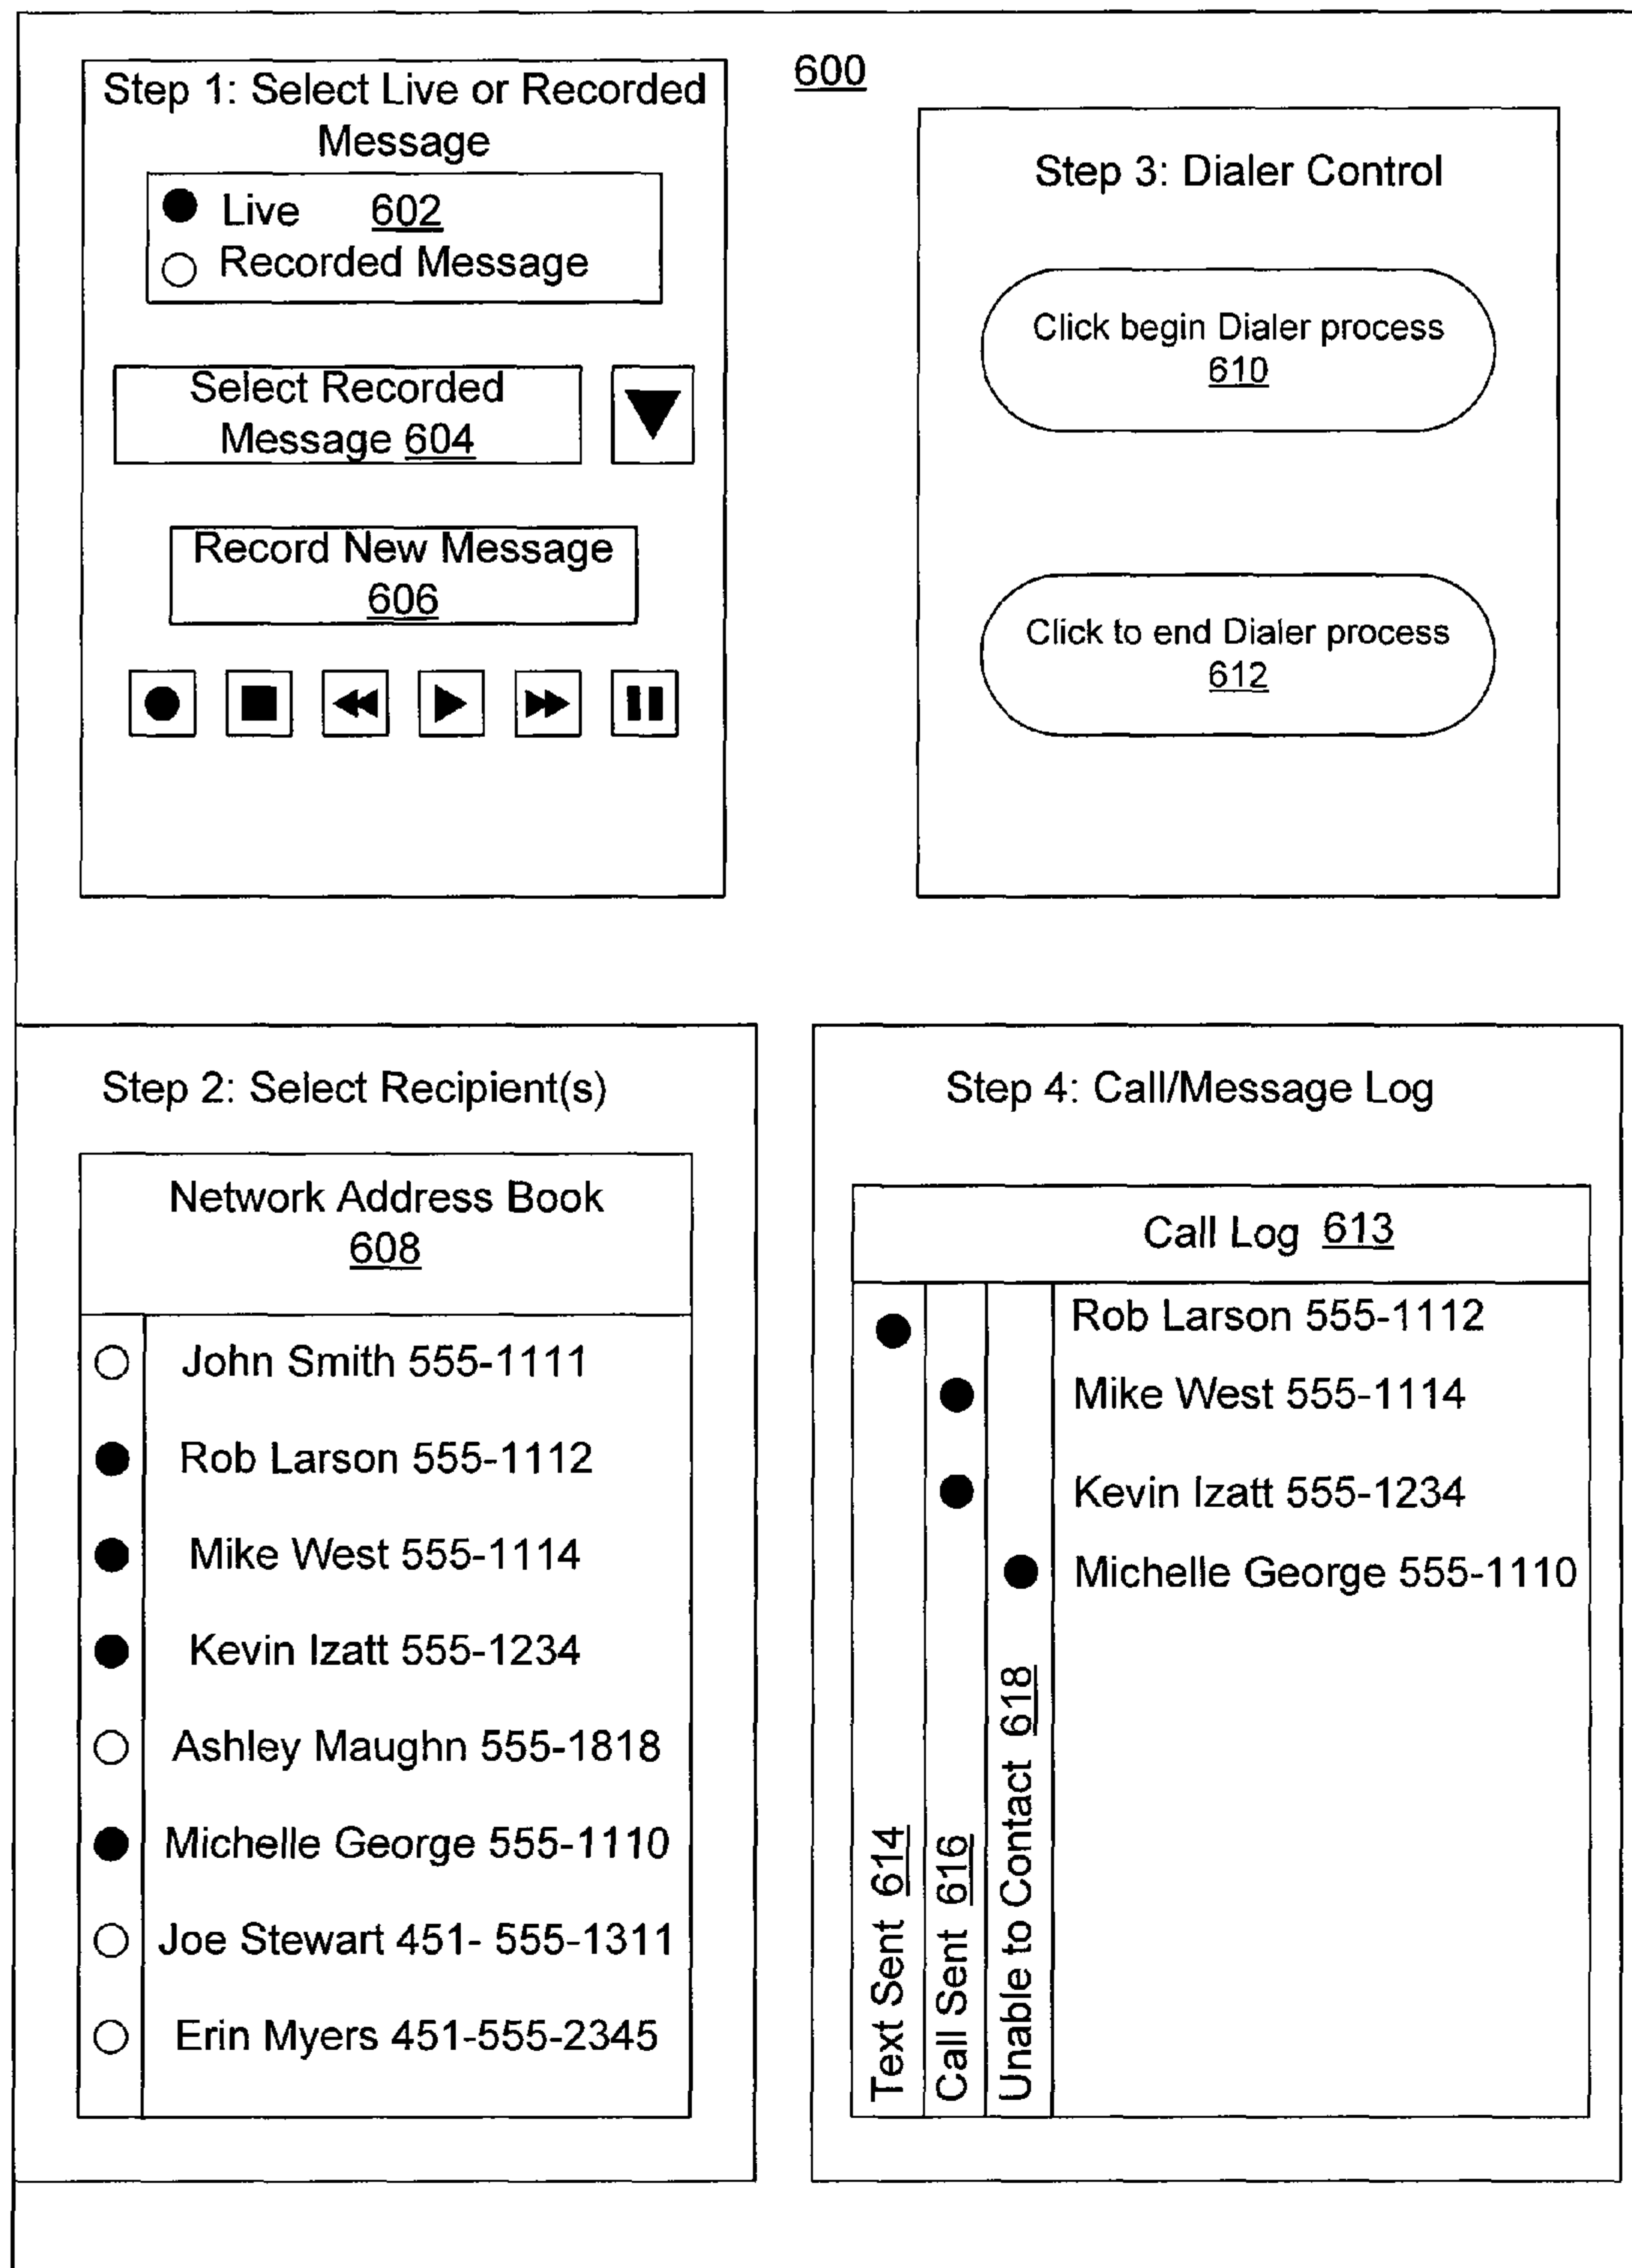 600
Step 1: Select Live or Recorded
Message
Live 602
Recorded Message
Select Recorded
Message 604
Record New Message
606
Step 3: Dialer Control
Click begin Dialer process
610
Click to end Dialer process
612
Step 2: Select Recipient(s)
Network Address Book
608
John Smith 555-1111
Rob Larson 555-1112
Mike West 555-1114
Kevin Izatt 555-1234
Ashley Maughn 555-1818
Michelle George 555-1110
Joe Stewart 451- 555-1311
Erin Myers 451-555-2345
Step 4: Call/Message Log
Call Log 613
Rob Larson 555-1112
Mike West 555-1114
Kevin Izatt 555-1234
Michelle George 555-1110
Text Sent 614
Call Sent 616
Unable to Contact 618